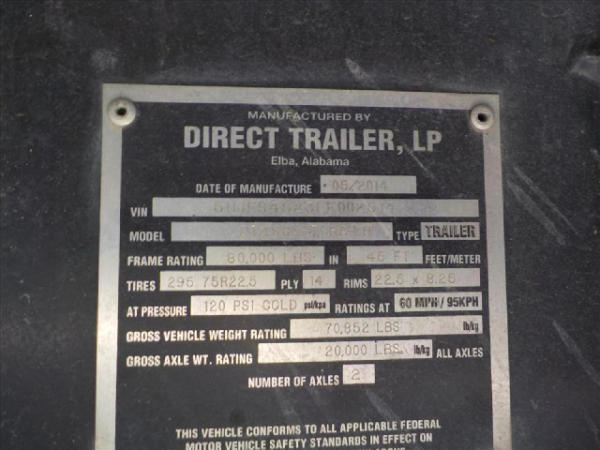 MANUFACTURED BY
DIRECT TRAILER, LP
Elba, Alabama
DATE OF MANUFACTURE 05/2014
VIN
MODEL TYPE TRAILER
FRAME RATING 80,000 LBS IN 45 FT FEET/METER
TIRES 295 75R22.5 PLY 14 RIMS 22.5 x 8.25
AT PRESSURE 120 PSI COLD psi/kpa RATINGS AT 60 MPH / 95KPH
GROSS VEHICLE WEIGHT RATING 70,852 LBS lb/kg
GROSS AXLE WT. RATING 20,000 LBS lb/kg ALL AXLES
NUMBER OF AXLES 2
THIS VEHICLE CONFORMS TO ALL APPLICABLE FEDERAL
MOTOR VEHICLE SAFETY STANDARDS IN EFFECT ON